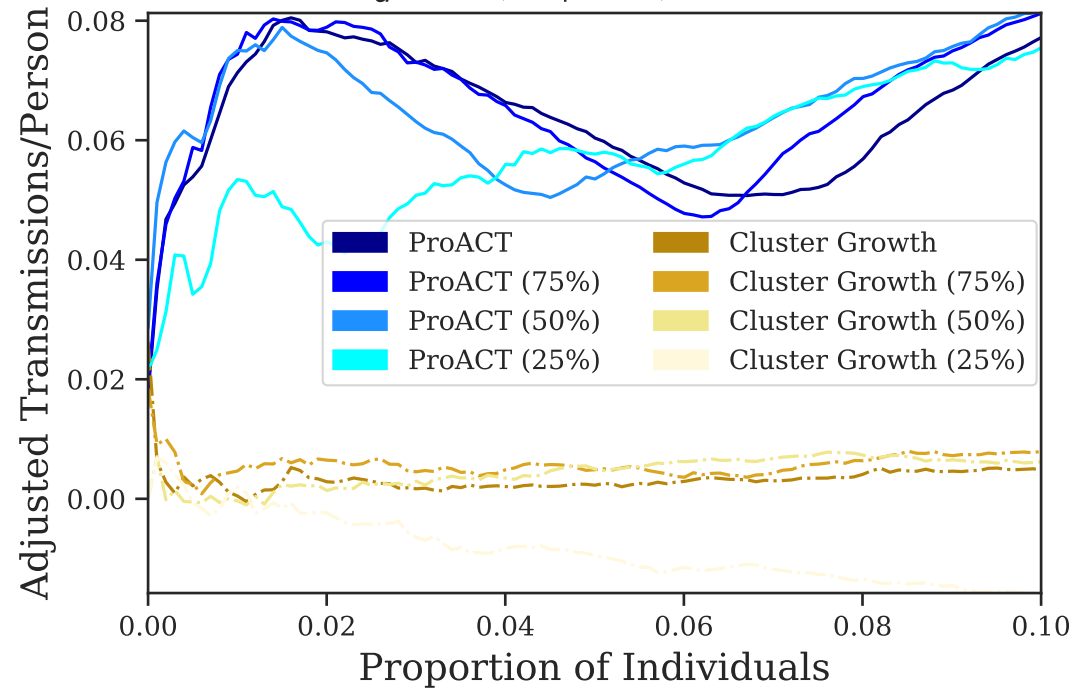 Adjusted Transmissions/Person
0.08
0.06
0.04
0.02
0.00
ProACT
ProACT (75%)
ProACT (50%)
ProACT (25%)
Cluster Growth
Cluster Growth (75%)
Cluster Growth (50%)
Cluster Growth (25%)
0.00 0.02 0.04 0.06 0.08 0.10
Proportion of Individuals